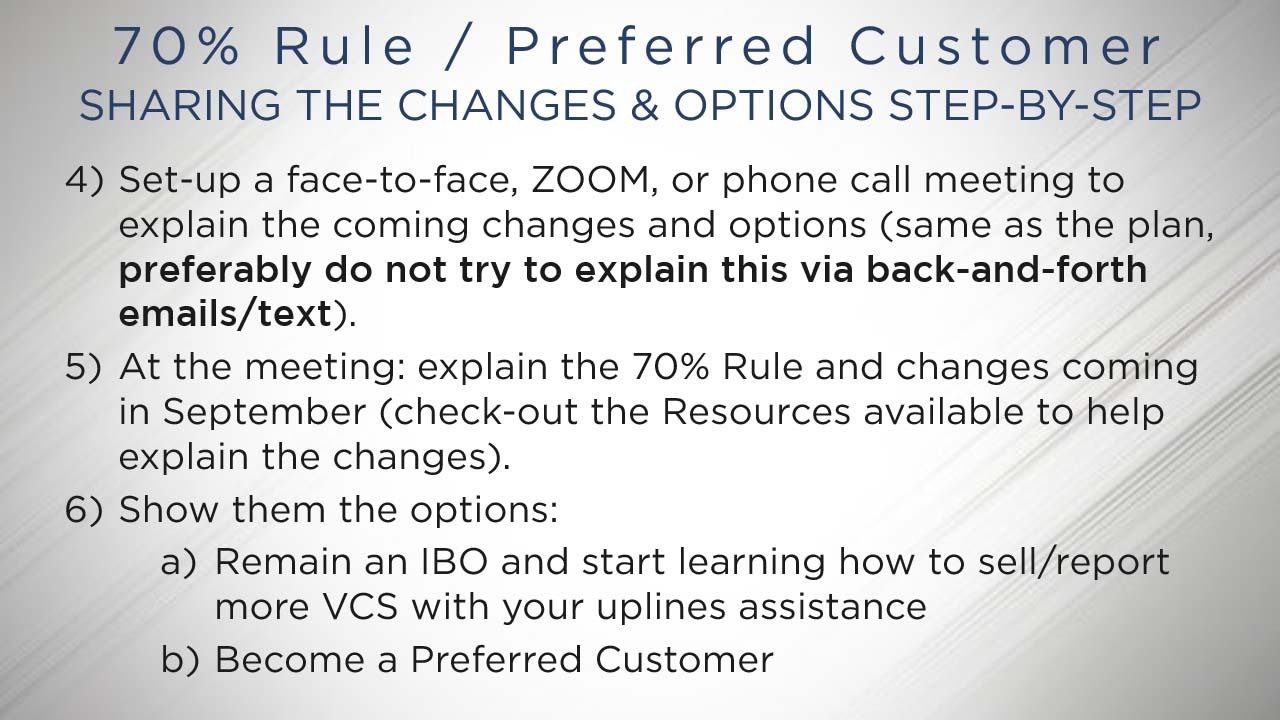 70% Rule / Preferred Customer
SHARING THE CHANGES & OPTIONS STEP-BY-STEP
4) Set-up a face-to-face, ZOOM, or phone call meeting to
explain the coming changes and options (same as the plan,
preferably do not try to explain this via back-and-forth
emails/text).
5) At the meeting: explain the 70% Rule and changes coming
in September (check-out the Resources available to help
explain the changes).
6) Show them the options:
a) Remain an IBO and start learning how to sell/report
more VCS with your uplines assistance
b) Become a Preferred Customer